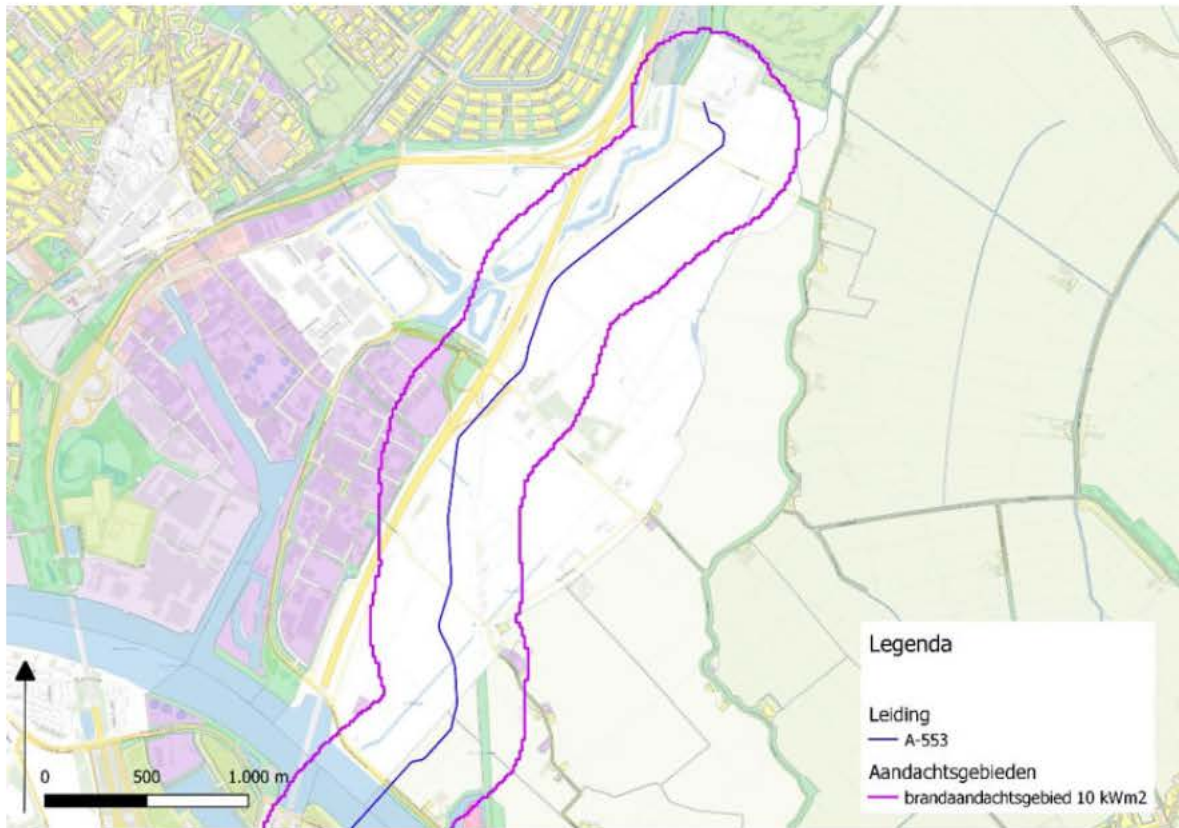 Legenda
Leiding
A-553
Aandachtsgebieden
brandaandachtsgebied 10 kWm2
0 500 1.000 m